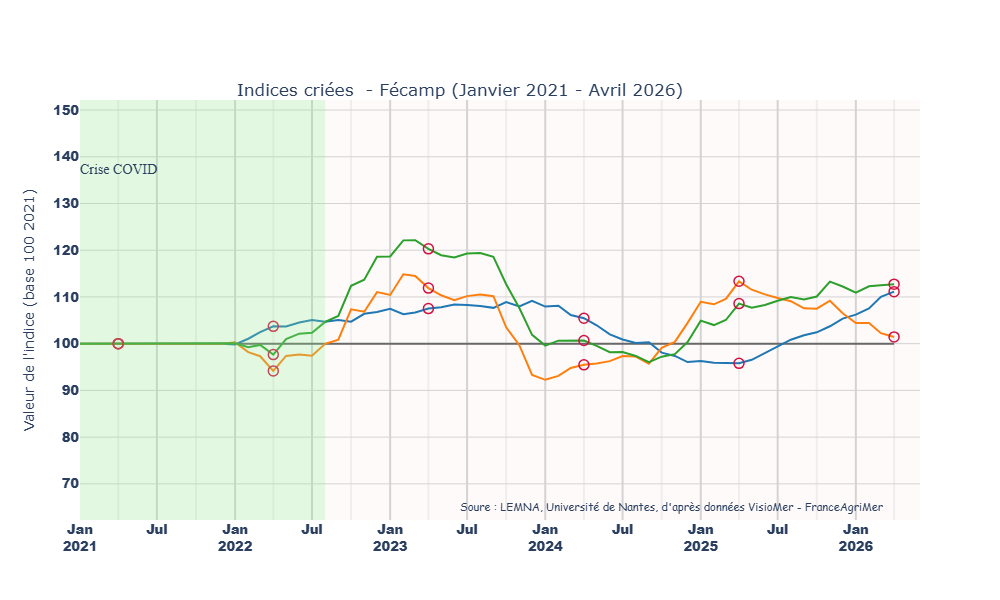 Indices criées - Fécamp (Janvier 2021 - Avril 2026)
Valeur de l'Indice (base 100 2021)
150
140
130
120
110
100
90
80
70
Crise COVID
Soure : LEMNA, Université de Nantes, d'après données VisioMer - FranceAgriMer
Jan Jul Jan Jul Jan Jul Jan Jul Jan Jul Jan
2021 2022 2023 2024 2025 2026